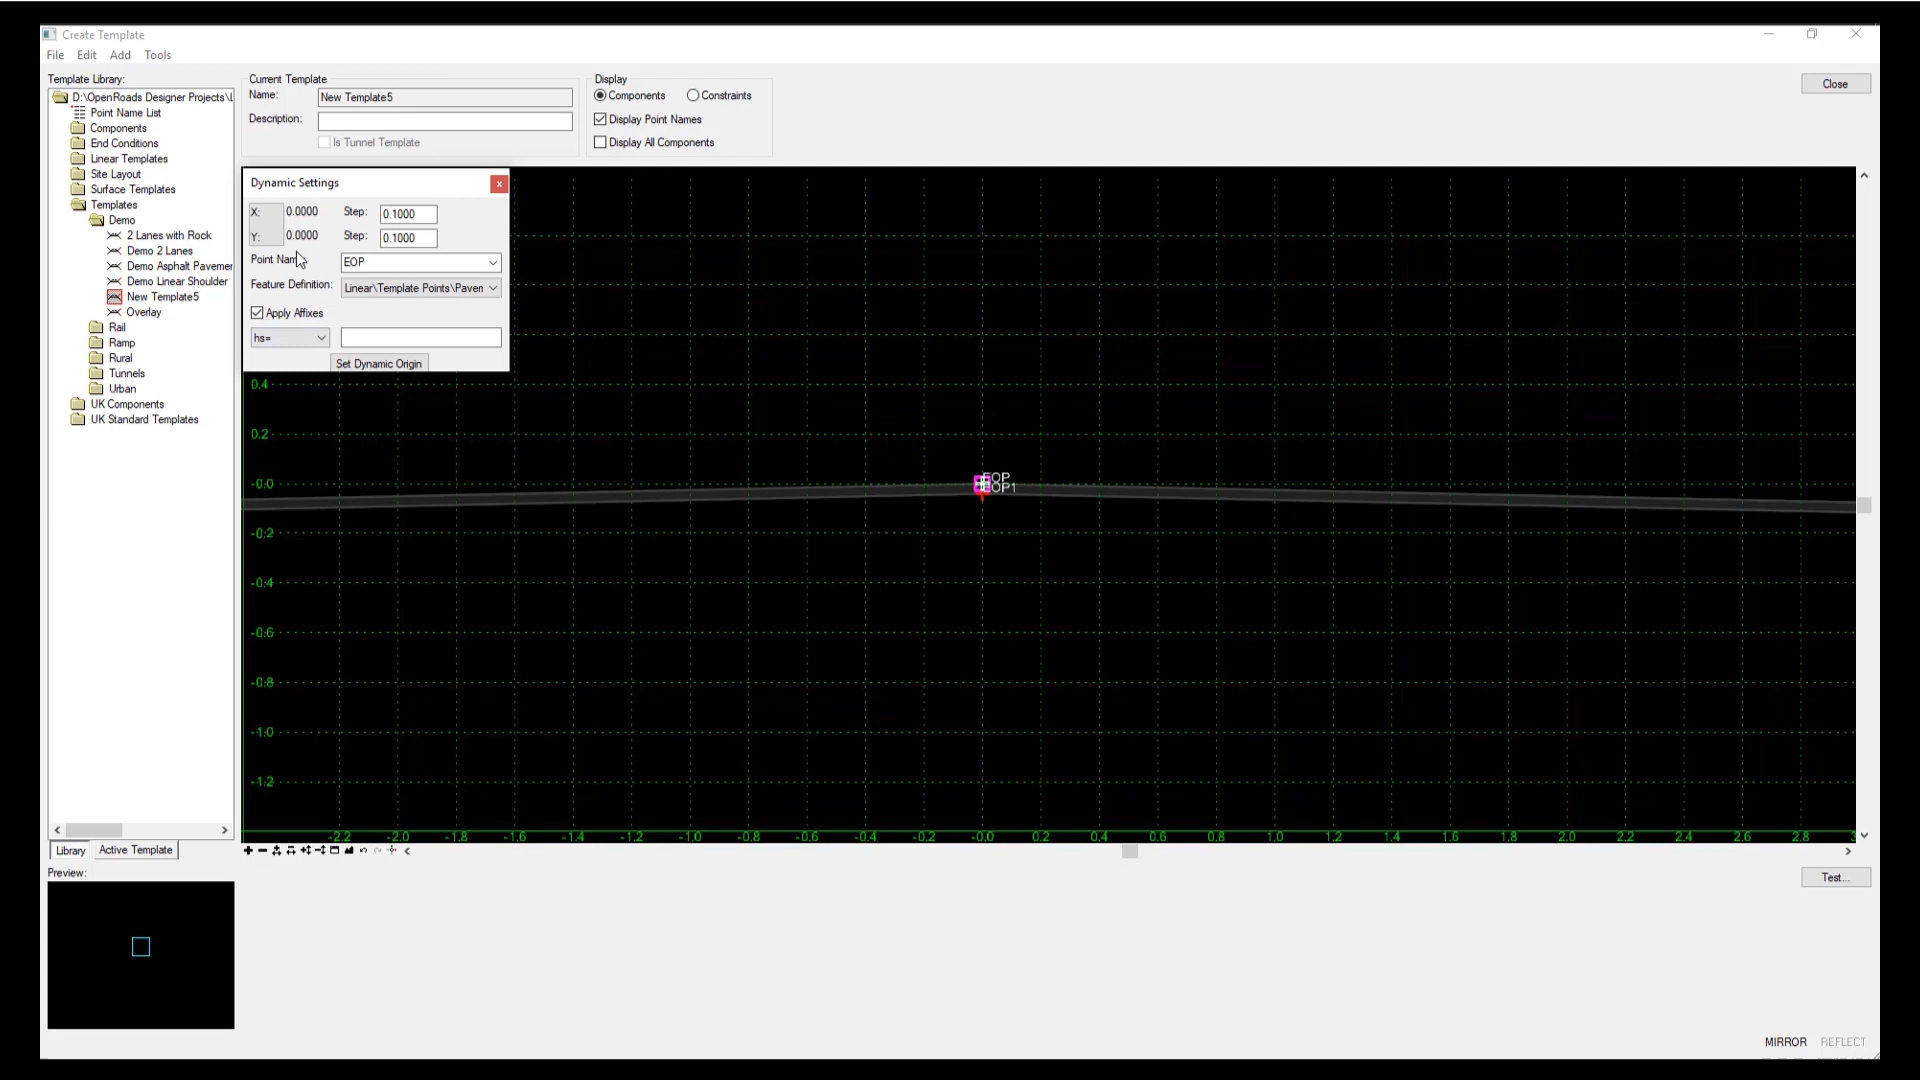 Create Template
File Edit Add Tools
Template Library:
D:\OpenRoads Designer Projects\L
Point Name List
Components
End Conditions
Linear Templates
Site Layout
Surface Templates
Templates
Demo
2 Lanes with Rock
Demo 2 Lanes
Demo Asphalt Pavemer
Demo Linear Shoulder
New Template5
Overlay
Rail
Ramp
Rural
Tunnels
Urban
UK Components
UK Standard Templates
Library Active Template
Preview:
Current Template
Name: New Template5
Description:
Is Tunnel Template
Display
Components Constraints
Display Point Names
Display All Components
Close
Dynamic Settings
X: 0.0000 Step: 0.1000
Y: 0.0000 Step: 0.1000
Point Nam EOP
Feature Definition: Linear\Template Points\Paven
Apply Affixes
hs=
Set Dynamic Origin
0.4
0.2
-0.0
-0.2
-0.4
-0.6
-0.8
-1.0
-1.2
EOP
EOP1
-2.2 -2.0 -1.8 -1.6 -1.4 -1.2 -1.0 -0.8 -0.6 -0.4 -0.2 -0.0 0.2 0.4 0.6 0.8 1.0 1.2 1.4 1.6 1.8 2.0 2.2 2.4 2.6 2.8 3
Test...
MIRROR REFLECT